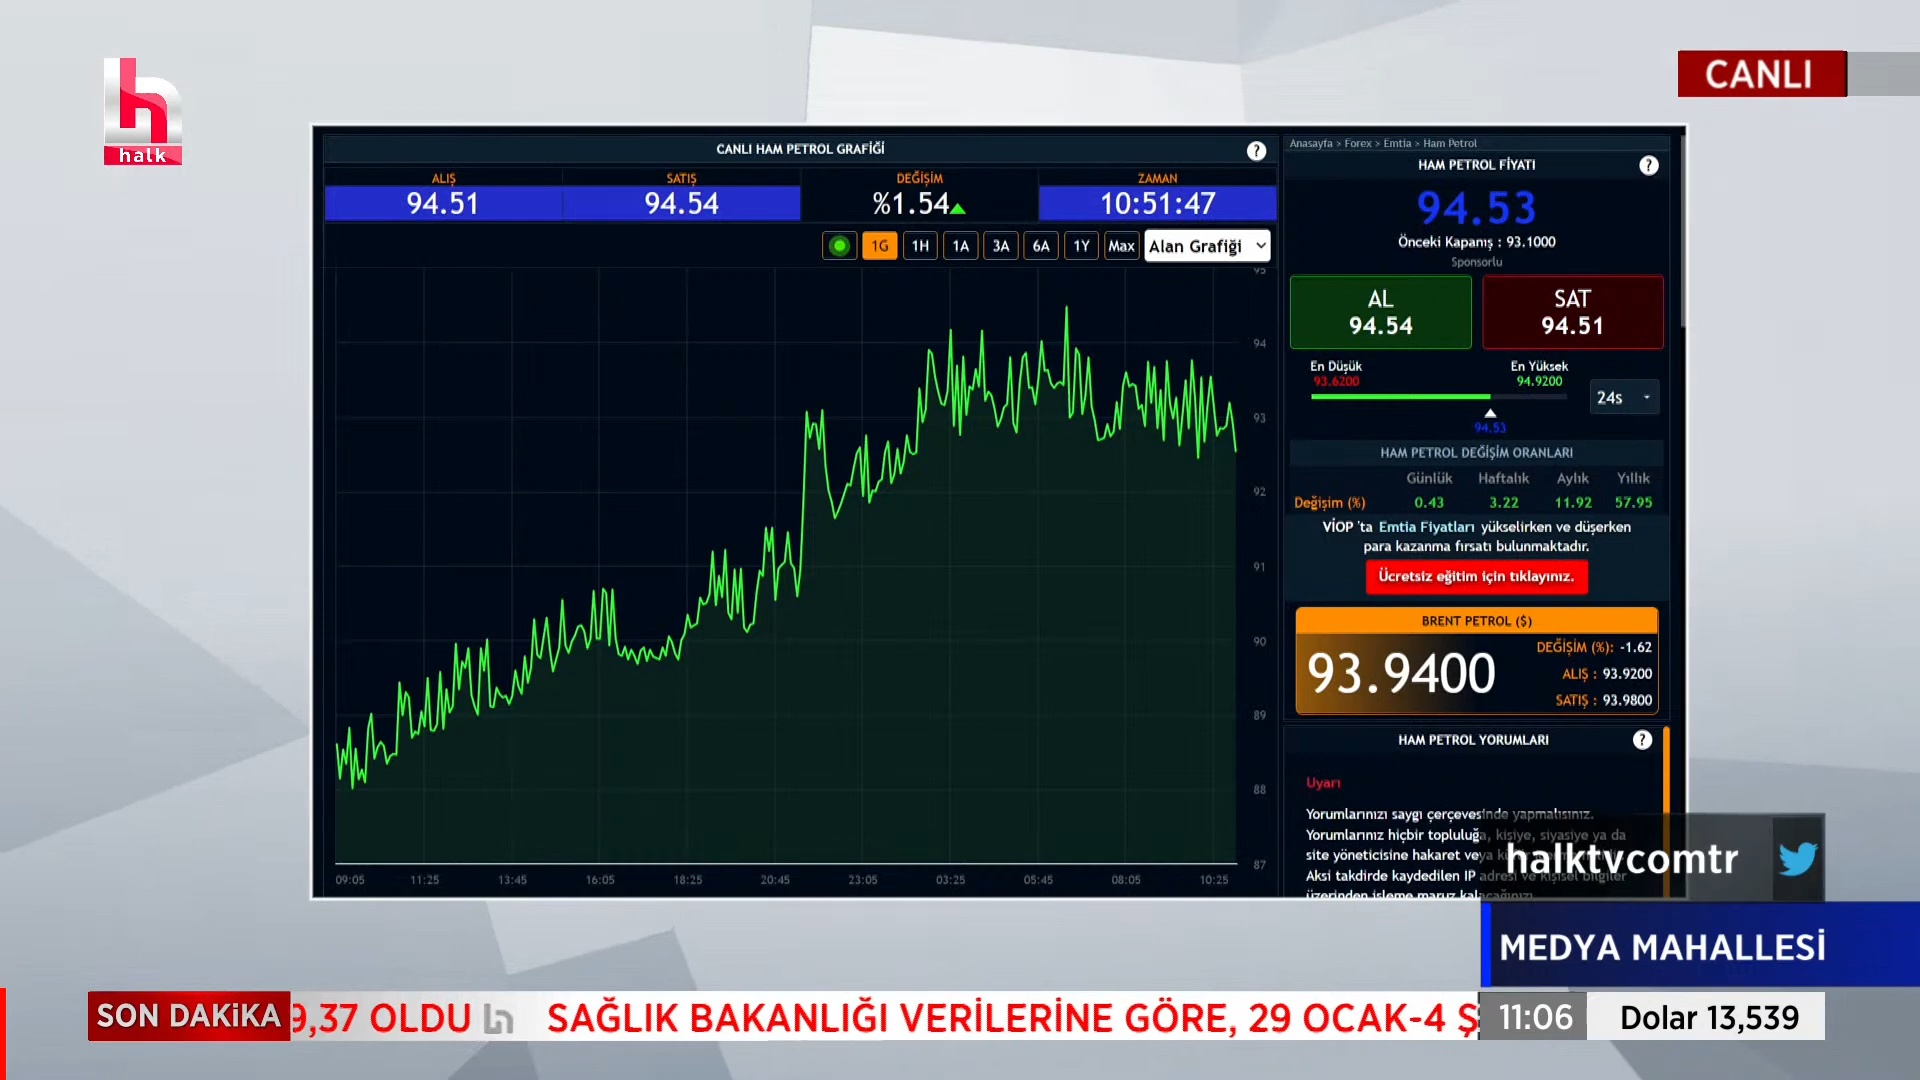 halk
CANLI
CANLI HAM PETROL GRAFİĞİ
?
ALIŞ
SATIŞ
DEĞİŞİM
ZAMAN
94.51
94.54
%1.54
10:51:47
1G
1H
1A
3A
6A
1Y
Max
Alan Grafiği
95
94
93
92
91
90
89
88
87
09:05
11:25
13:45
16:05
18:25
20:45
23:05
03:25
05:45
08:05
10:25
Anasayfa > Forex > Emtia > Ham Petrol
HAM PETROL FİYATI
?
94.53
Önceki Kapanış : 93.1000
Sponsorlu
AL
94.54
SAT
94.51
En Düşük
93.6200
En Yüksek
94.9200
24s
94.53
HAM PETROL DEĞİŞİM ORANLARI
Günlük Haftalık Aylık Yıllık
Değişim (%) 0.43 3.22 11.92 57.95
VİOP 'ta Emtia Fiyatları yükselirken ve düşerken
para kazanma fırsatı bulunmaktadır.
Ücretsiz eğitim için tıklayınız.
BRENT PETROL ($)
93.9400
DEĞİŞİM (%): -1.62
ALIŞ : 93.9200
SATIŞ : 93.9800
HAM PETROL YORUMLARI
?
Uyarı
Yorumlarınızı saygı çerçevesinde yapmalısınız.
Yorumlarınız hiçbir topluluğa, kişiye, siyasiye ya da
site yöneticisine hakaret veya
Aksi takdirde kaydedilen IP adresi ve kişisel bilgiler
üzerinden işleme maruz kalacağınızı
halktvcomtr
MEDYA MAHALLESİ
SON DAKİKA
9,37 OLDU
SAĞLIK BAKANLIĞI VERİLERİNE GÖRE, 29 OCAK-4 Ş
11:06
Dolar 13,539